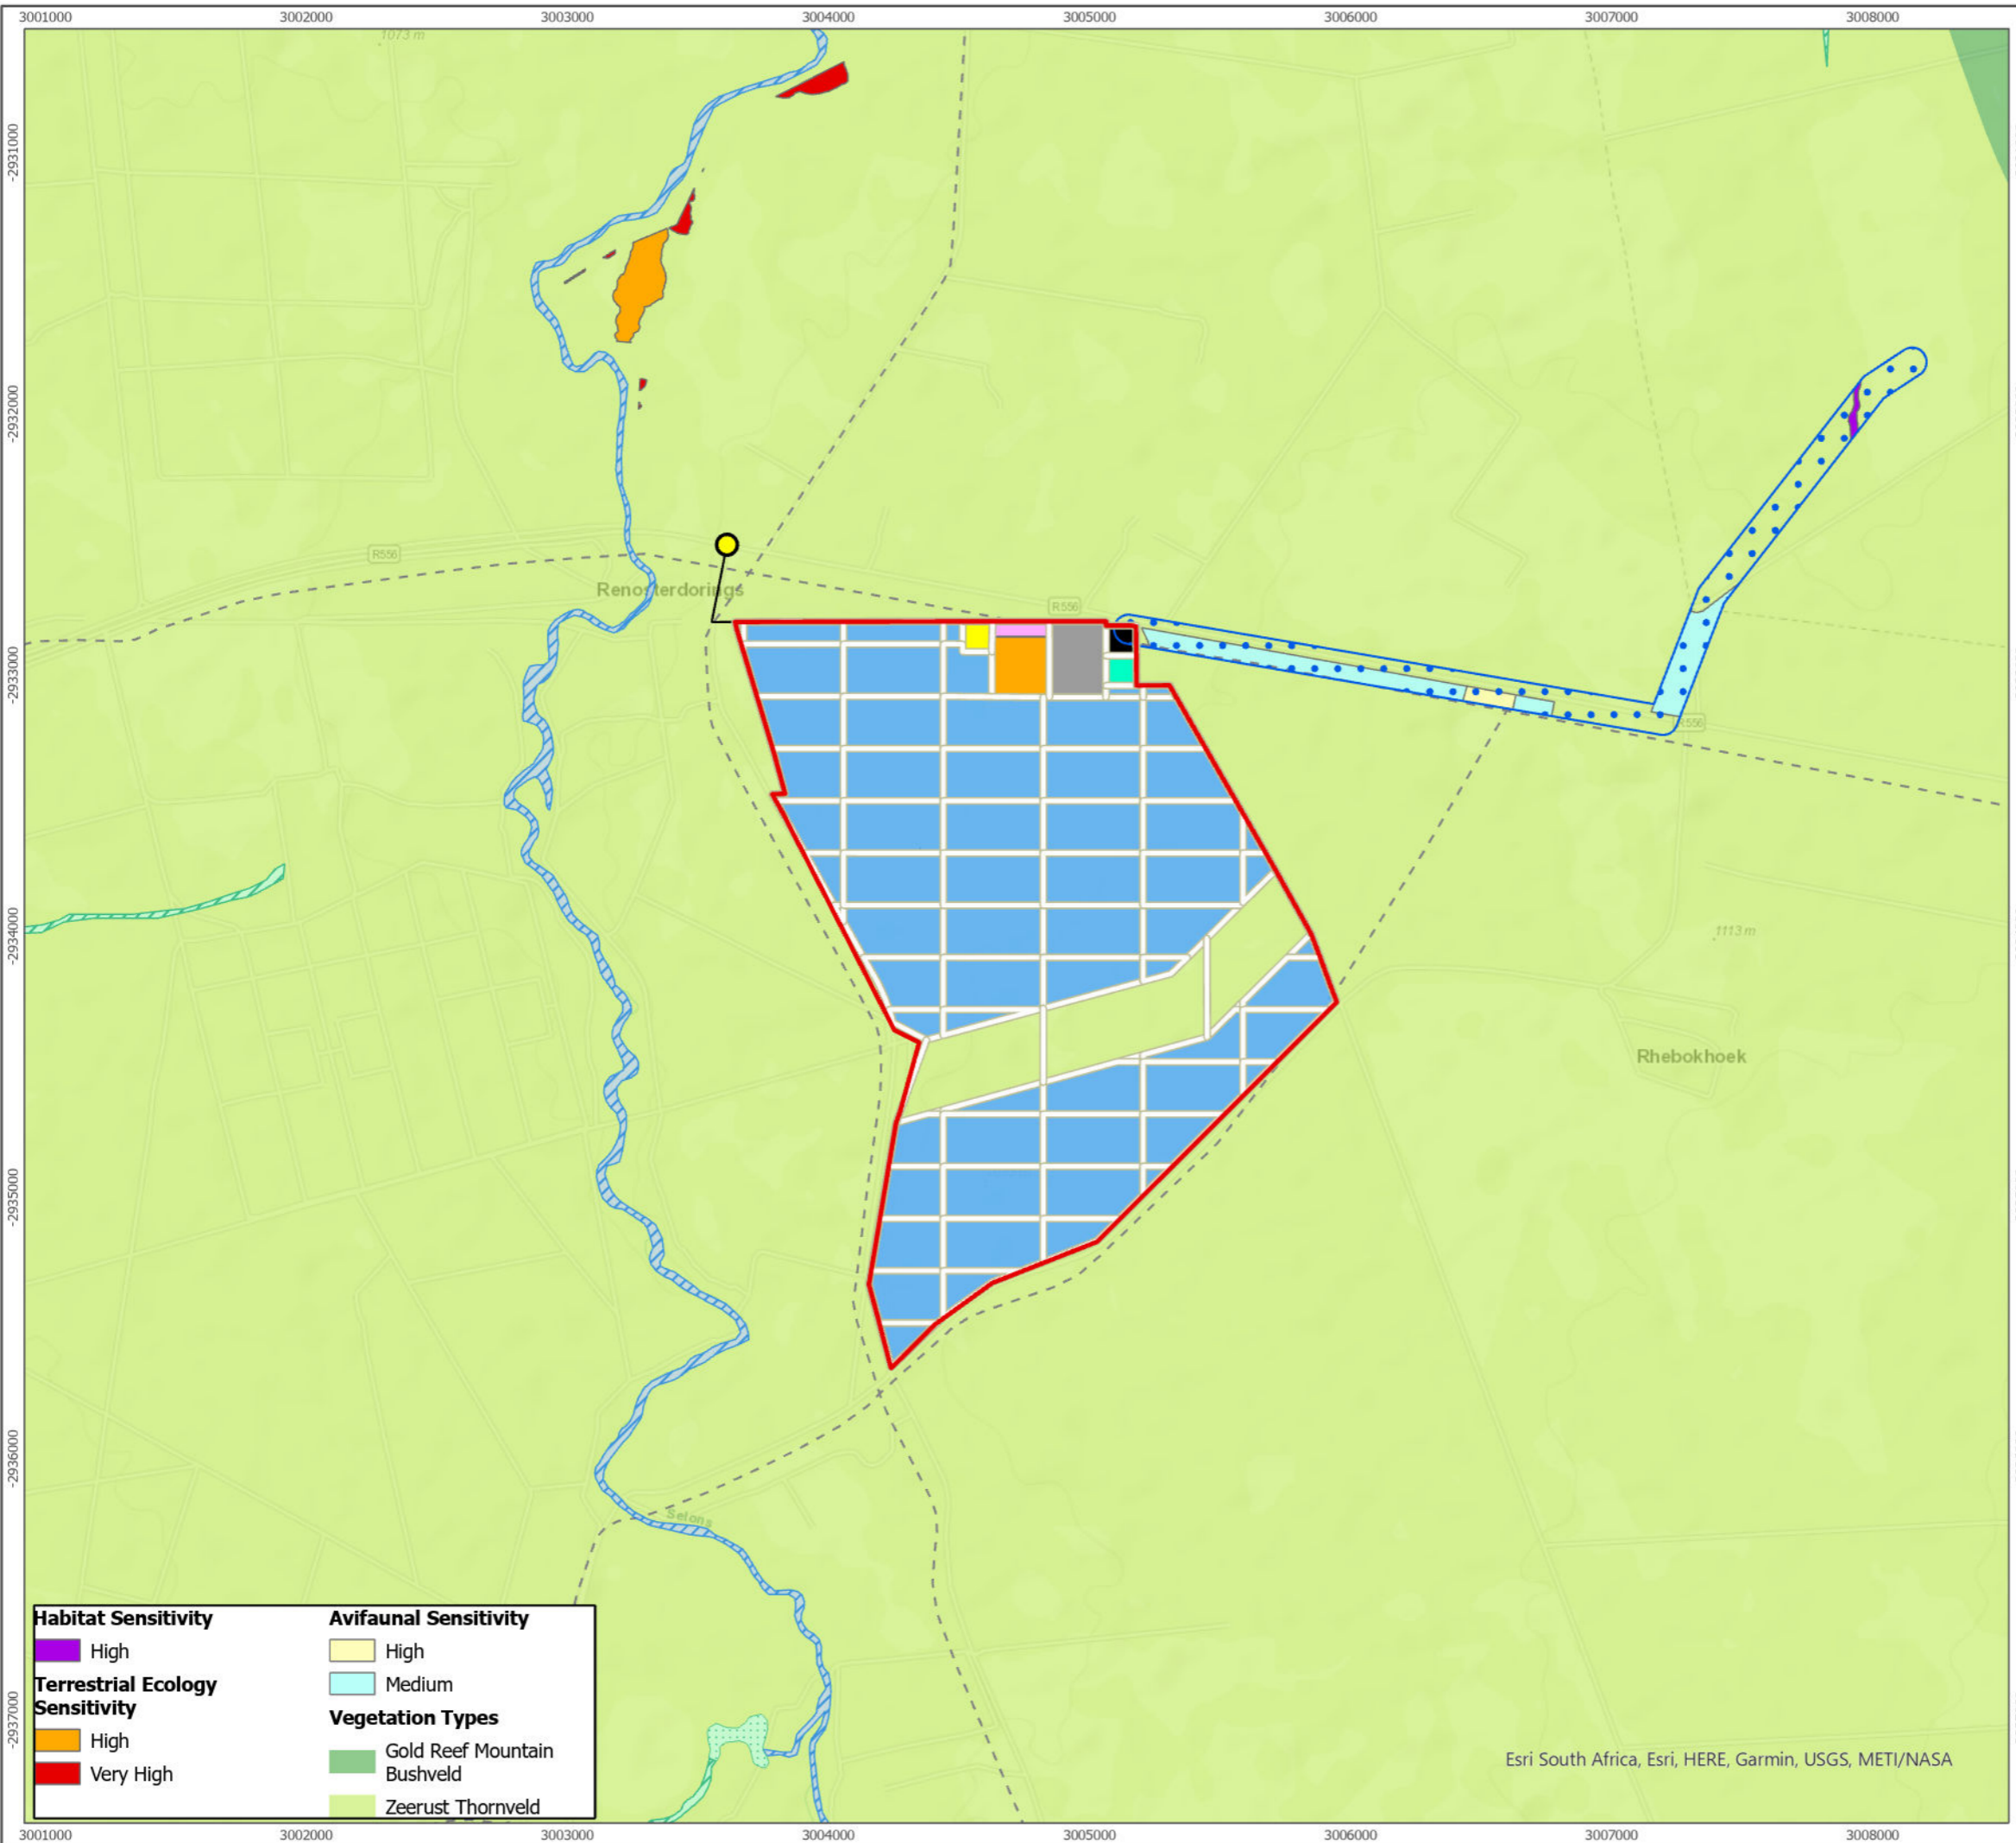 3001000 3002000 3003000 3004000 3005000 3006000 3007000 3008000
1073 m
-2931000
-2932000
R556
Renosterdorings
R556
-2933000
R556
-2934000
1113 m
Rhebokhoek
-2935000
-2936000
Selons
Habitat Sensitivity
High
Terrestrial Ecology
Sensitivity
High
Very High
Avifaunal Sensitivity
High
Medium
Vegetation Types
Gold Reef Mountain
Bushveld
Zeerust Thornveld
-2937000
Esri South Africa, Esri, HERE, Garmin, USGS, METI/NASA
3001000 3002000 3003000 3004000 3005000 3006000 3007000 3008000